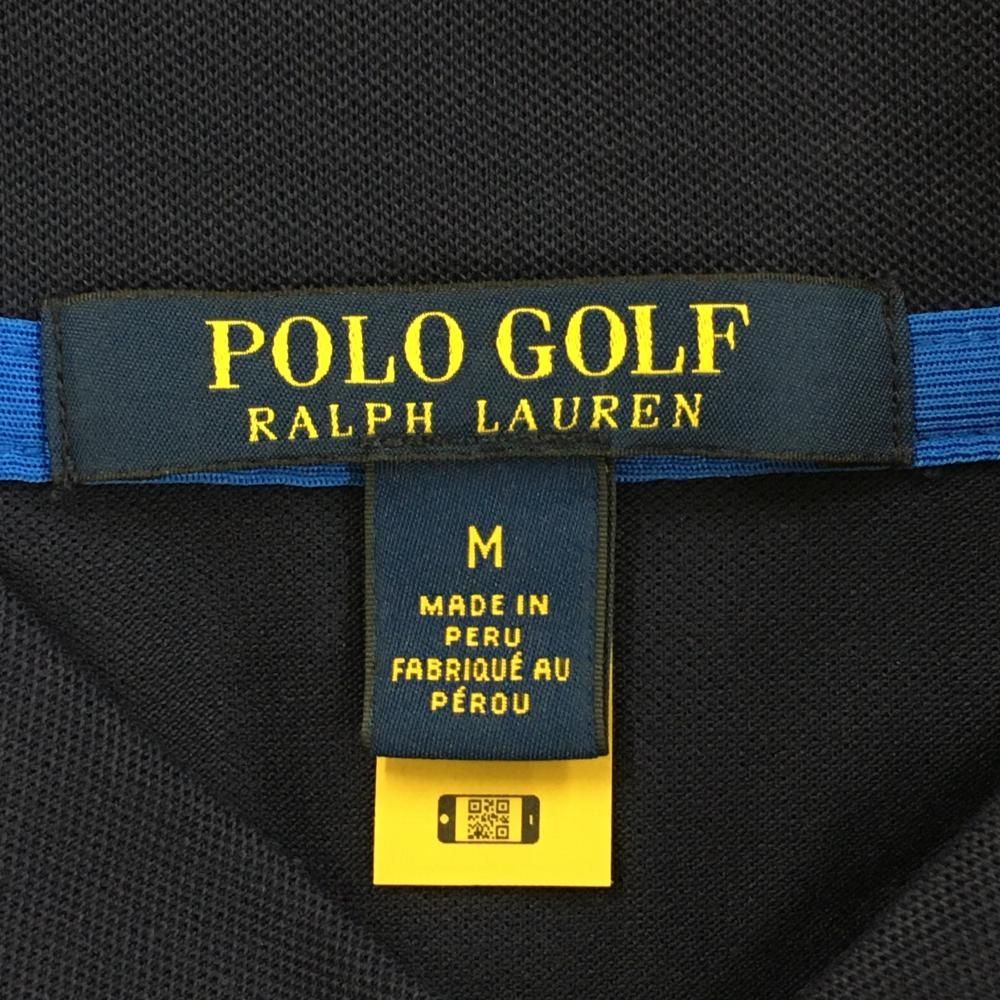 POLO GOLF
RALPH LAUREN
M
MADE IN
PERU
FABRIQUÉ AU
PÉROU